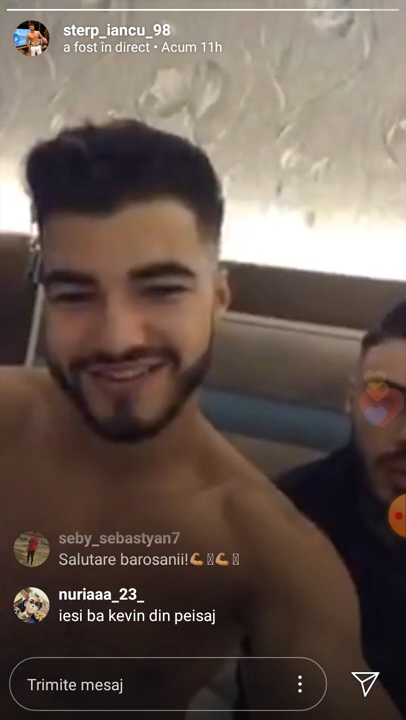 sterp_iancu_98
a fost în direct • Acum 11h
seby_sebastyan7
Salutare barosanii!💪🏼💪🏼
nuriaaa_23_
iesi ba kevin din peisaj
Trimite mesaj